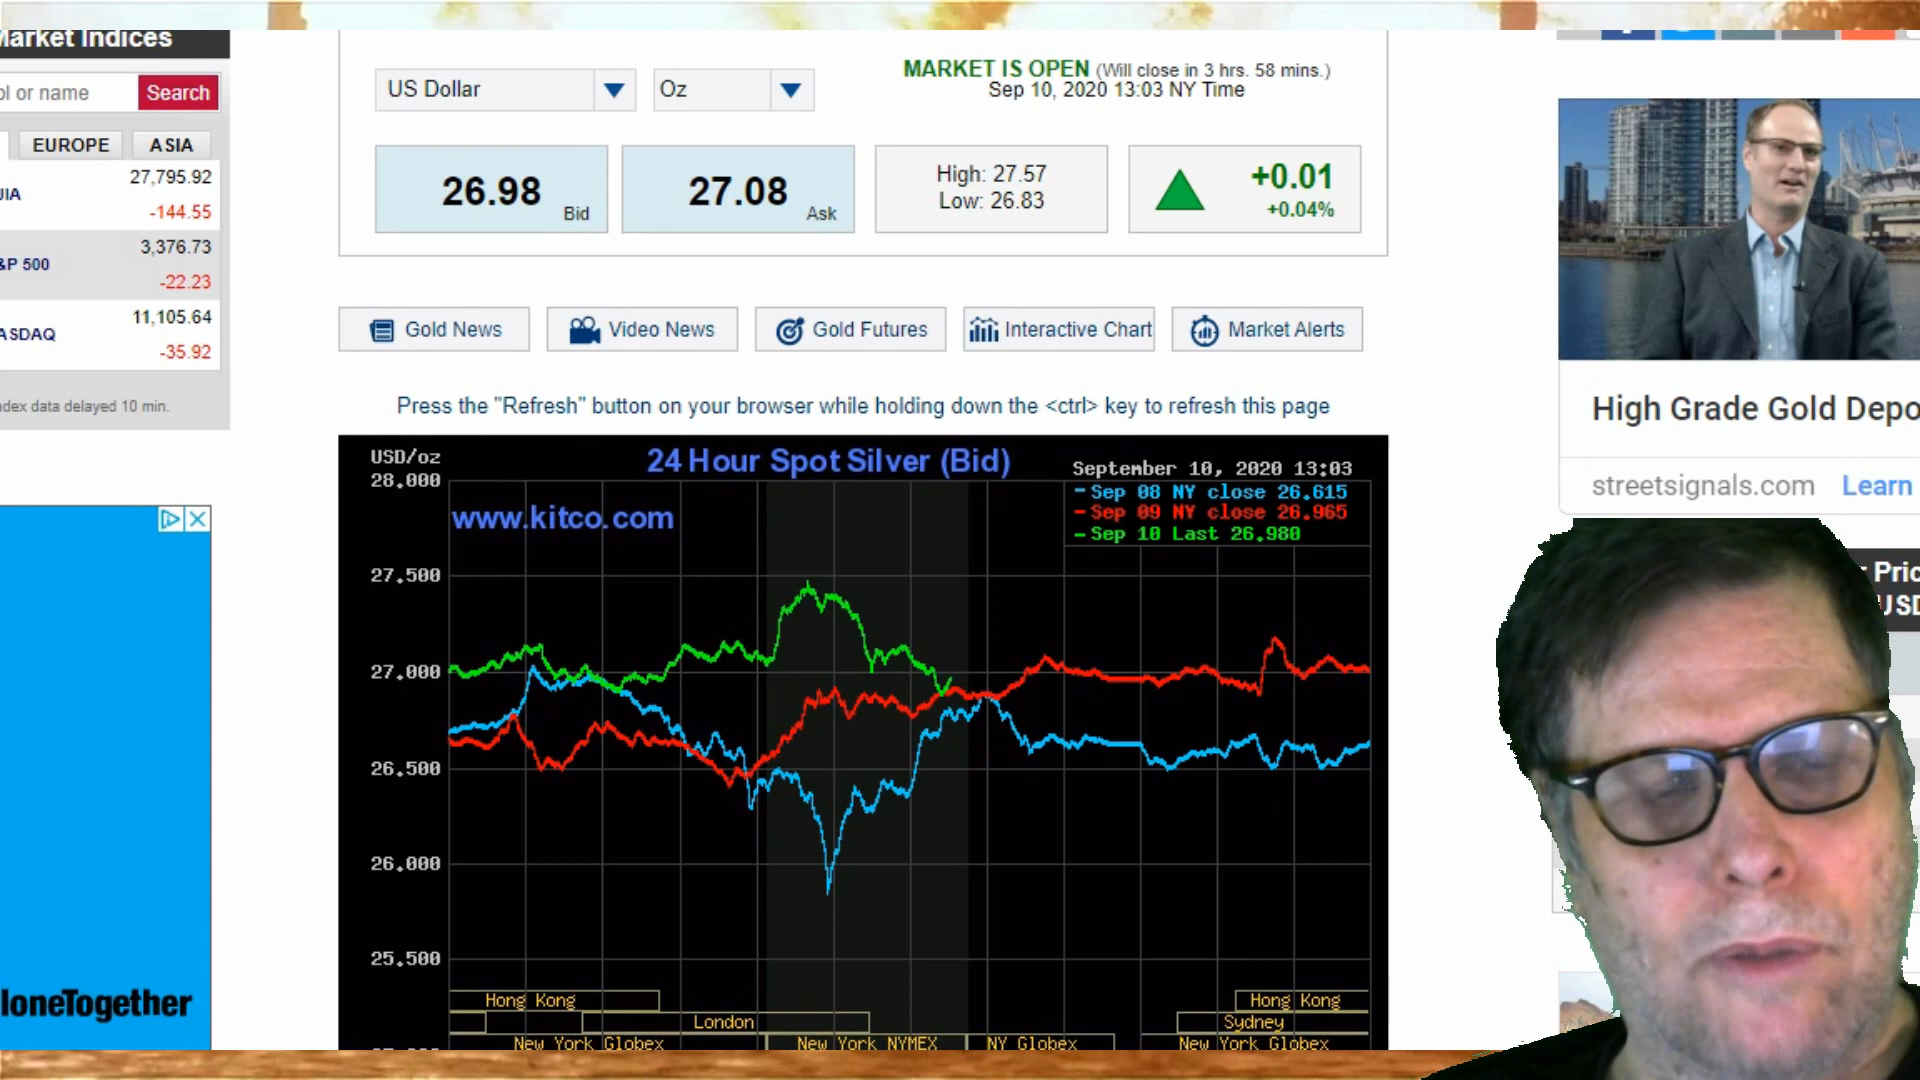 Market Indices
ol or name
Search
EUROPE
ASIA
27,795.92
JIA
-144.55
3,376.73
&P 500
-22.23
11,105.64
ASDAQ
-35.92
ndex data delayed 10 min.
loneTogether
US Dollar
Oz
MARKET IS OPEN (Will close in 3 hrs. 58 mins.)
Sep 10, 2020 13:03 NY Time
26.98 Bid
27.08 Ask
High: 27.57
Low: 26.83
+0.01
+0.04%
Gold News
Video News
Gold Futures
Interactive Chart
Market Alerts
Press the "Refresh" button on your browser while holding down the <ctrl> key to refresh this page
USD/oz
24 Hour Spot Silver (Bid)
September 10, 2020 13:03
www.kitco.com
Sep 08 NY close 26.615
Sep 09 NY close 26.965
Sep 10 Last 26.980
28.000
27.500
27.000
26.500
26.000
25.500
Hong Kong
Hong Kong
London
Sydney
New York Globex
New York NYMEX
NY Globex
New York Globex
High Grade Gold Depo
streetsignals.com
Learn
r Pric
USD